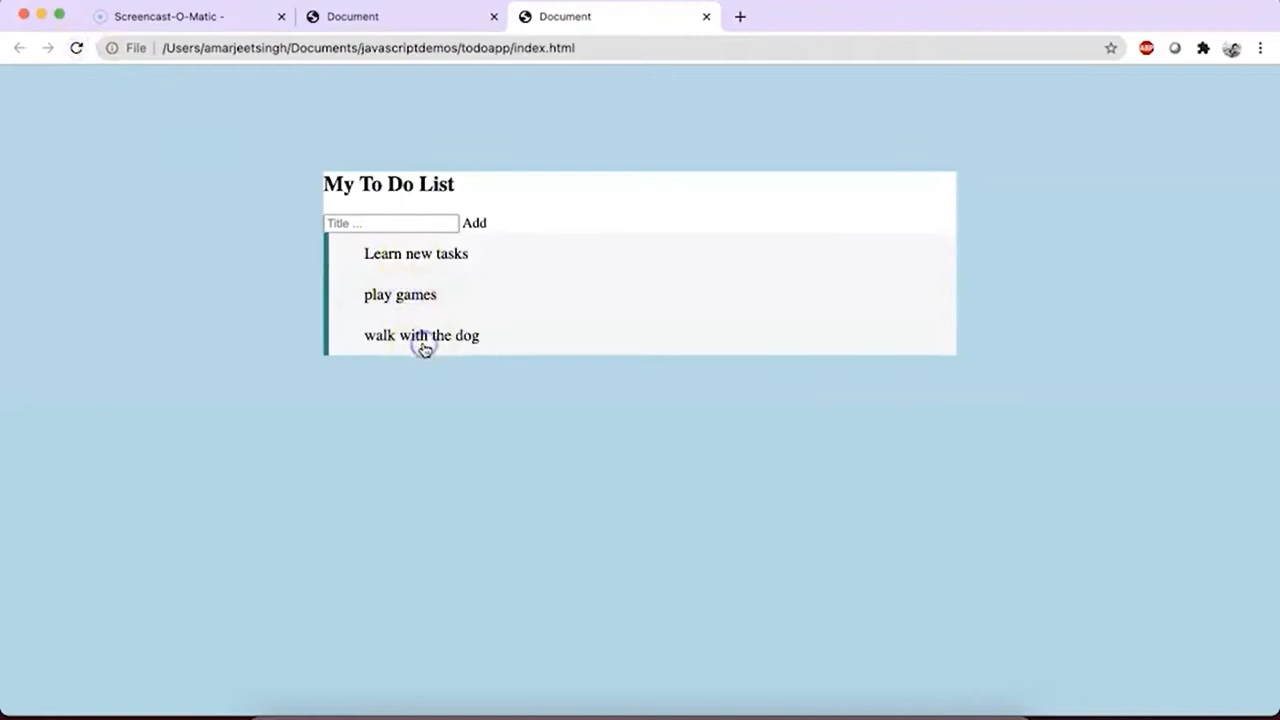 Screencast-O-Matic -
Document
Document
File
/Users/amarjeetsingh/Documents/javascriptdemos/todoapp/index.html
ABP
My To Do List
Title ...
Add
Learn new tasks
play games
walk with the dog